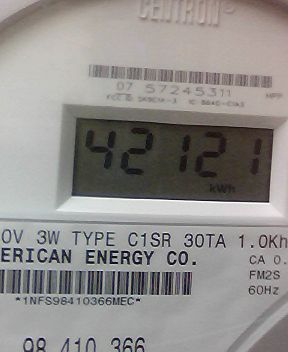 CENTRON®
07 57245311
42121
kWh
0V 3W TYPE C1SR 30TA 1.0Kh
ERICAN ENERGY CO.
CA 0.
FM2S
*1NFS98410366MEC*
60Hz
98 410 366